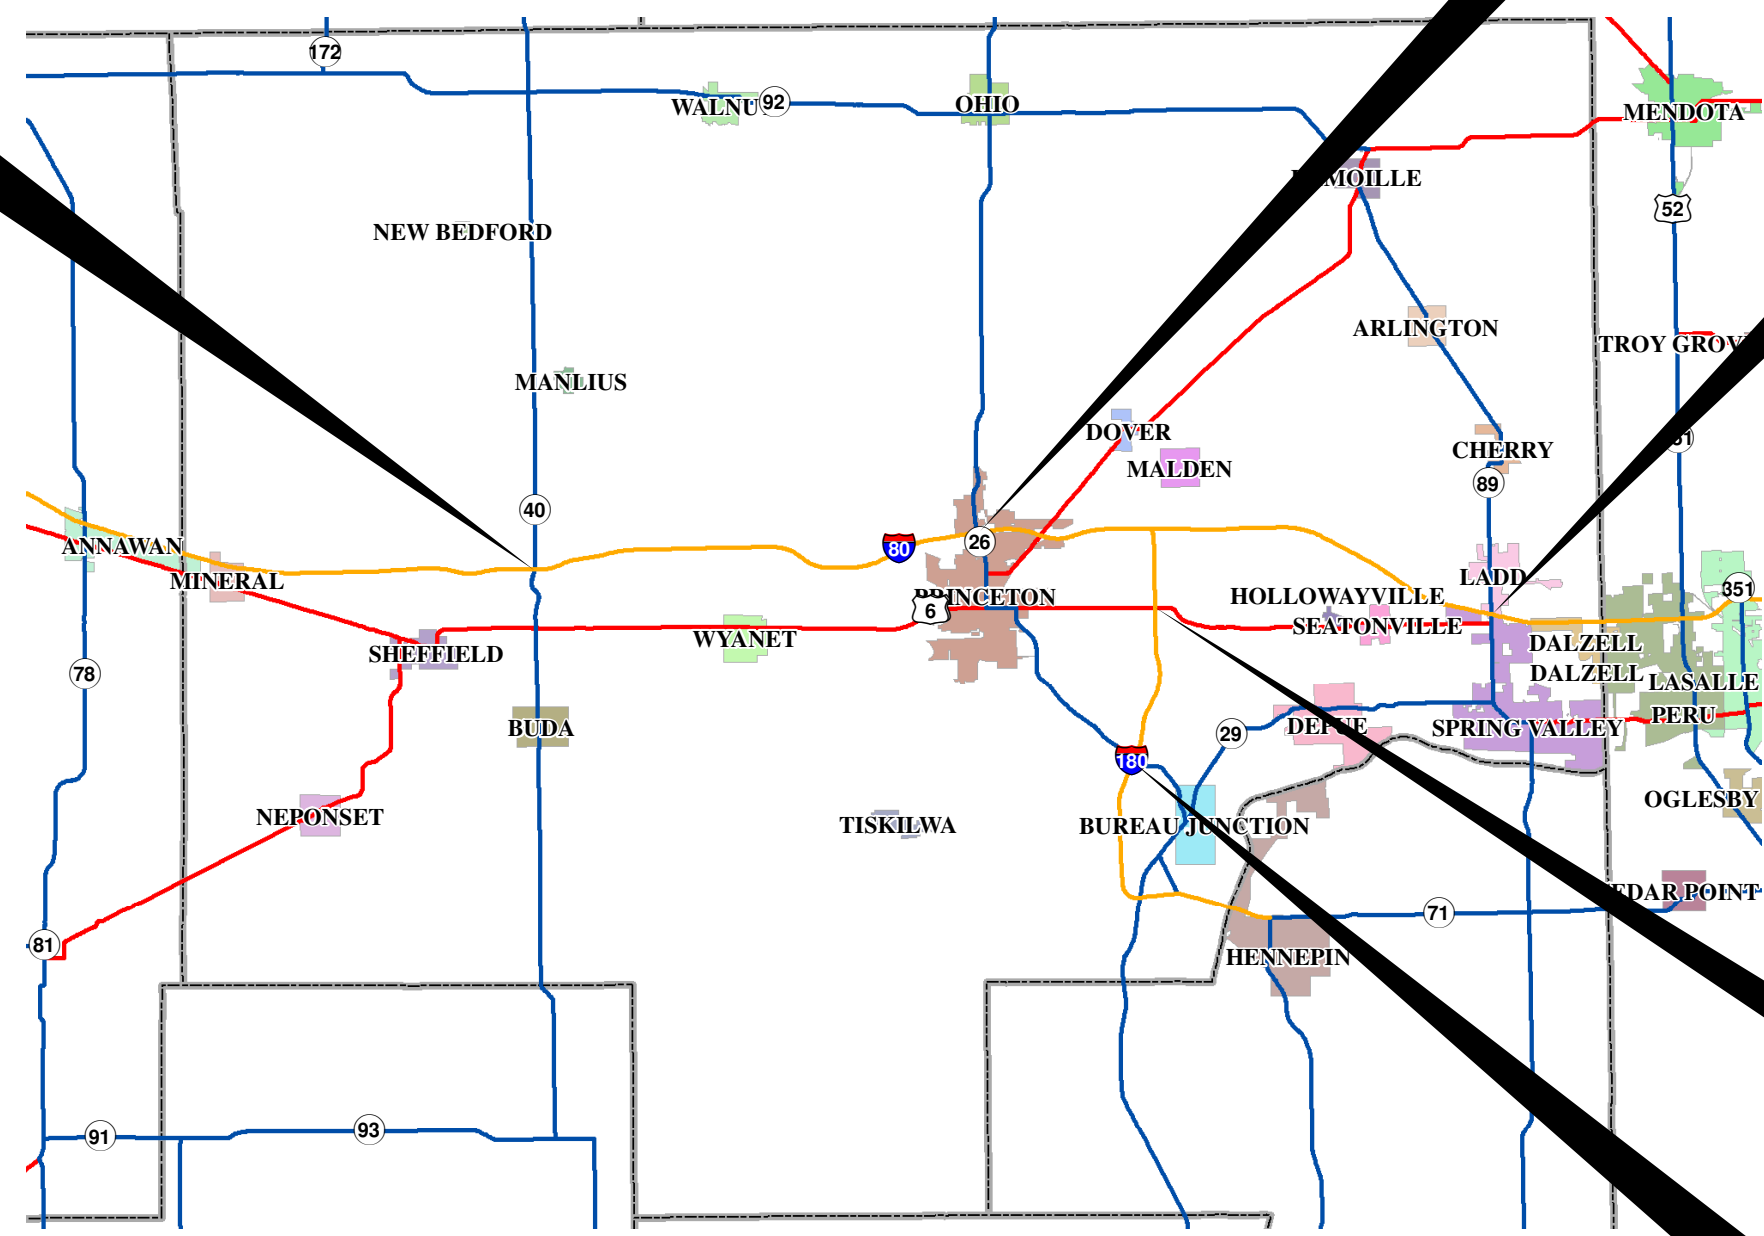 172
WALNU
92
OHIO
MENDOTA
MOILLE
52
NEW BEDFORD
ARLINGTON
TROY GROV
MANLIUS
DOVER
51
CHERRY
MALDEN
89
40
26
80
ANNAWAN
MINERAL
LADD
351
HOLLOWAYVILLE
INCETON
6
SEATONVILLE
WYANET
DALZELL
SHEFFIELD
78
DALZELL
LASALLE
PERU
BUDA
DEPUE
SPRING VALLEY
29
180
OGLESBY
NEPONSET
TISKILWA
BUREAU JUNCTION
EDAR POINT
71
81
HENNEPIN
91
93